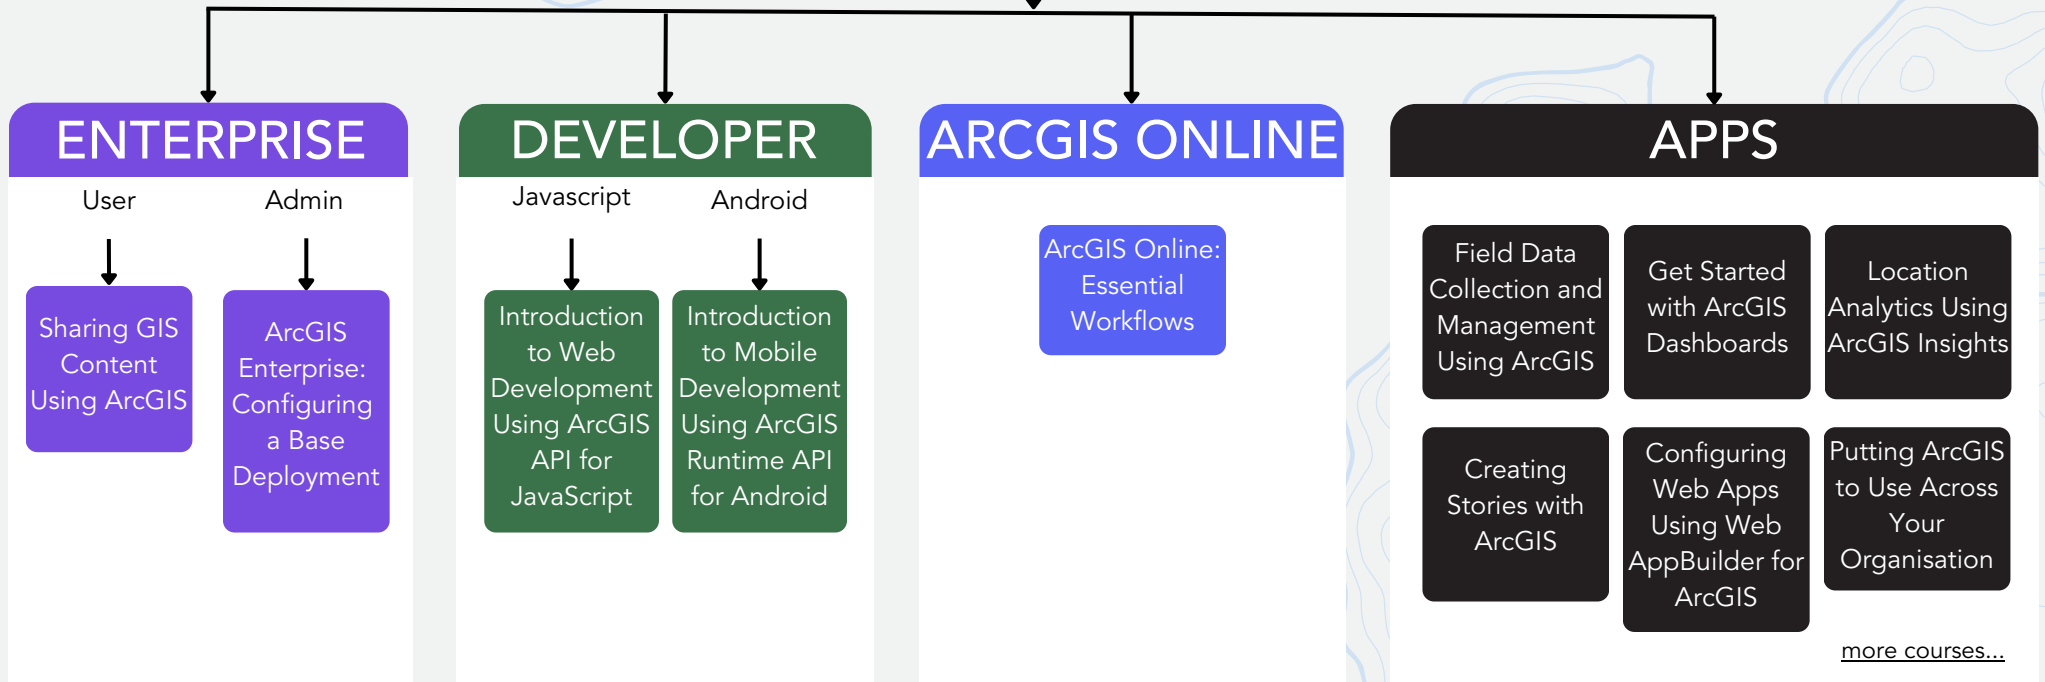 ENTERPRISE
User
Admin
Sharing GIS
Content
Using ArcGIS
ArcGIS
Enterprise:
Configuring
a Base
Deployment
DEVELOPER
Javascript
Android
Introduction
to Web
Development
Using ArcGIS
API for
JavaScript
Introduction
to Mobile
Development
Using ArcGIS
Runtime API
for Android
ARCGIS ONLINE
ArcGIS Online:
Essential
Workflows
APPS
Field Data
Collection and
Management
Using ArcGIS
Get Started
with ArcGIS
Dashboards
Location
Analytics Using
ArcGIS Insights
Creating
Stories with
ArcGIS
Configuring
Web Apps
Using Web
AppBuilder for
ArcGIS
Putting ArcGIS
to Use Across
Your
Organisation
more courses...